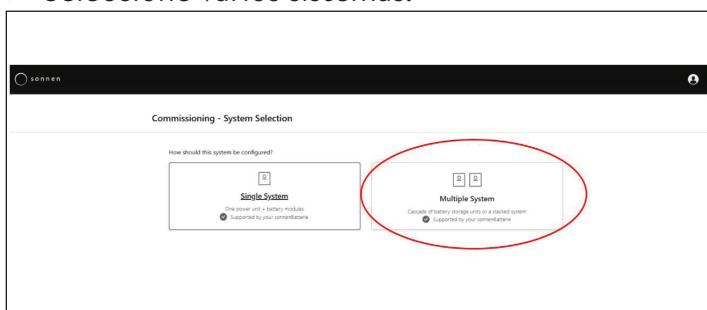 Seleccione varios sistemas.
sonnen
Commissioning - System Selection
How should this system be configured?
Single System
One power unit + battery modules
Supported by your sonnenBatterie
Multiple System
Cascade of battery storage units or a stacked system
Supported by your sonnenBatterie